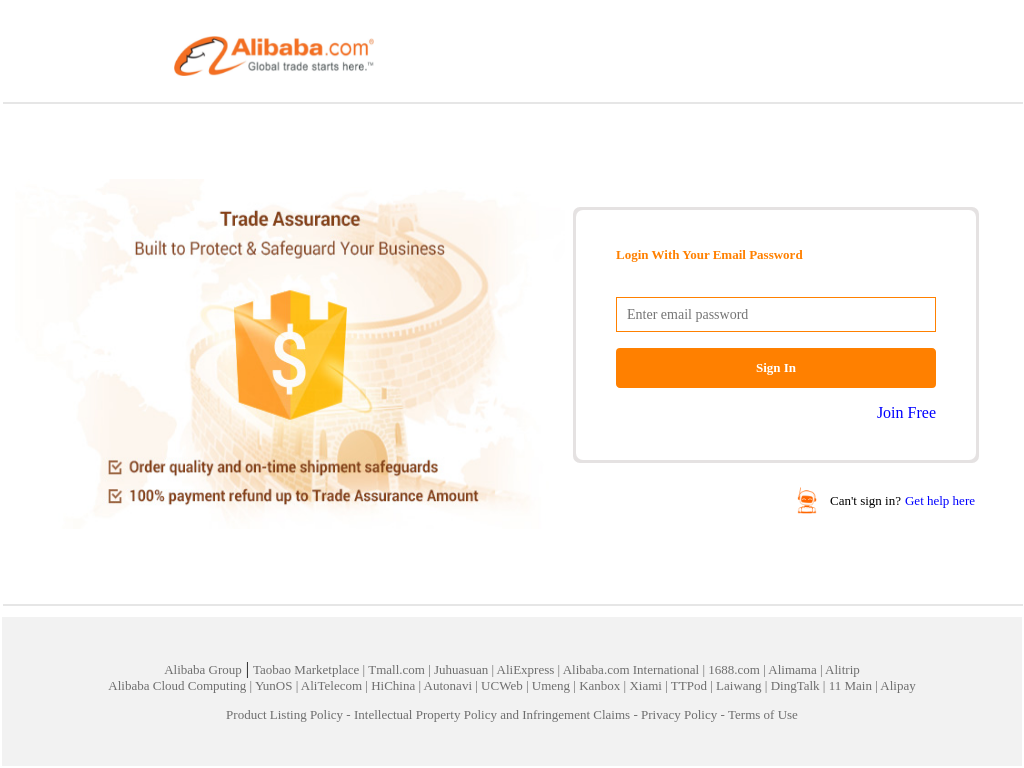 Alibaba.com®
Global trade starts here.™
Trade Assurance
Built to Protect & Safeguard Your Business
$
Order quality and on-time shipment safeguards
100% payment refund up to Trade Assurance Amount
Login With Your Email Password
Enter email password
Sign In
Join Free
Can't sign in? Get help here
Alibaba Group | Taobao Marketplace | Tmall.com | Juhuasuan | AliExpress | Alibaba.com International | 1688.com | Alimama | Alitrip
Alibaba Cloud Computing | YunOS | AliTelecom | HiChina | Autonavi | UCWeb | Umeng | Kanbox | Xiami | TTPod | Laiwang | DingTalk | 11 Main | Alipay
Product Listing Policy - Intellectual Property Policy and Infringement Claims - Privacy Policy - Terms of Use